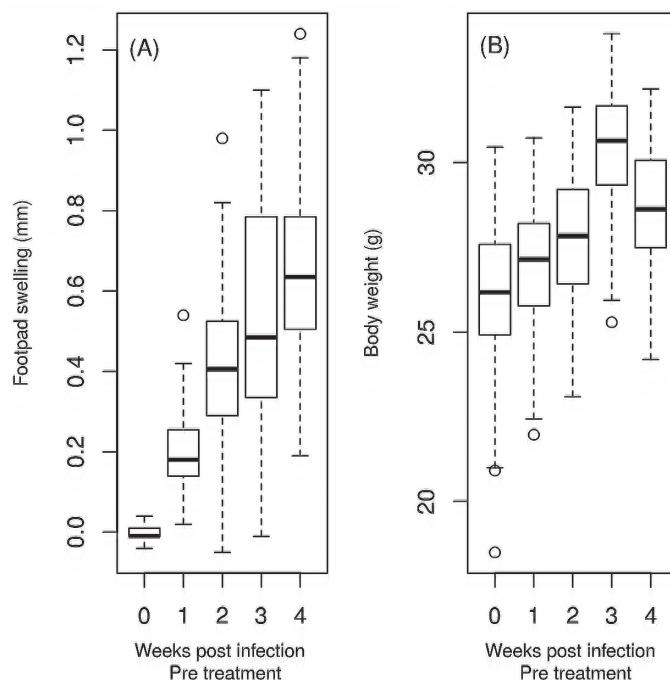 (A)
Footpad swelling (mm)
1.2
1.0
0.8
0.6
0.4
0.2
0.0
0 1 2 3 4
Weeks post infection
Pre treatment
(B)
Body weight (g)
30
25
20
0 1 2 3 4
Weeks post infection
Pre treatment